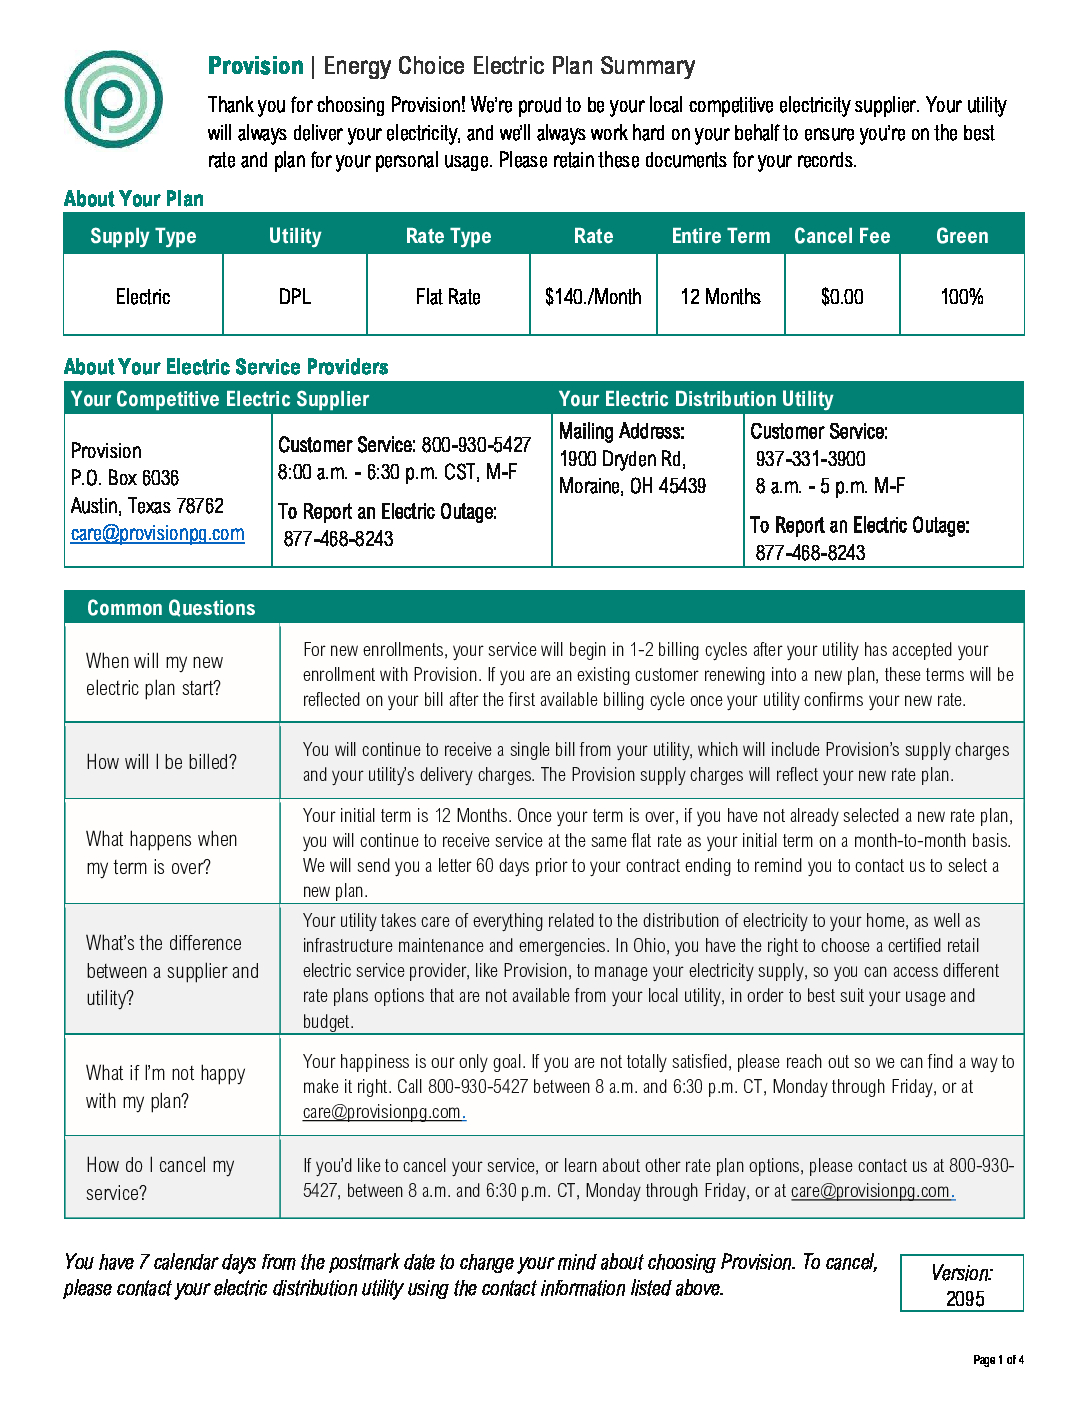 Provision | Energy Choice Electric Plan Summary
Thank you for choosing Provision! We're proud to be your local competitive electricity supplier. Your utility
will always deliver your electricity, and we'll always work hard on your behalf to ensure you're on the best
rate and plan for your personal usage. Please retain these documents for your records.
About Your Plan
Supply Type Utility Rate Type Rate Entire Term Cancel Fee Green
Electric DPL Flat Rate $140./Month 12 Months $0.00 100%
About Your Electric Service Providers
Your Competitive Electric Supplier Your Electric Distribution Utility
Provision
P.O. Box 6036
Austin, Texas 78762
care@provisionpg.com
Customer Service: 800-930-5427
8:00 a.m. - 6:30 p.m. CST, M-F
To Report an Electric Outage:
877-468-8243
Mailing Address:
1900 Dryden Rd,
Moraine, OH 45439
Customer Service:
937-331-3900
8 a.m. - 5 p.m. M-F
To Report an Electric Outage:
877-468-8243
Common Questions
When will my new
electric plan start?
For new enrollments, your service will begin in 1-2 billing cycles after your utility has accepted your
enrollment with Provision. If you are an existing customer renewing into a new plan, these terms will be
reflected on your bill after the first available billing cycle once your utility confirms your new rate.
How will I be billed?
You will continue to receive a single bill from your utility, which will include Provision's supply charges
and your utility's delivery charges. The Provision supply charges will reflect your new rate plan.
What happens when
my term is over?
Your initial term is 12 Months. Once your term is over, if you have not already selected a new rate plan,
you will continue to receive service at the same flat rate as your initial term on a month-to-month basis.
We will send you a letter 60 days prior to your contract ending to remind you to contact us to select a
new plan.
What's the difference
between a supplier and
utility?
Your utility takes care of everything related to the distribution of electricity to your home, as well as
infrastructure maintenance and emergencies. In Ohio, you have the right to choose a certified retail
electric service provider, like Provision, to manage your electricity supply, so you can access different
rate plans options that are not available from your local utility, in order to best suit your usage and
budget.
What if I'm not happy
with my plan?
Your happiness is our only goal. If you are not totally satisfied, please reach out so we can find a way to
make it right. Call 800-930-5427 between 8 a.m. and 6:30 p.m. CT, Monday through Friday, or at
care@provisionpg.com.
How do I cancel my
service?
If you'd like to cancel your service, or learn about other rate plan options, please contact us at 800-930-
5427, between 8 a.m. and 6:30 p.m. CT, Monday through Friday, or at care@provisionpg.com.
You have 7 calendar days from the postmark date to change your mind about choosing Provision. To cancel,
please contact your electric distribution utility using the contact information listed above.
Version:
2095
Page 1 of 4